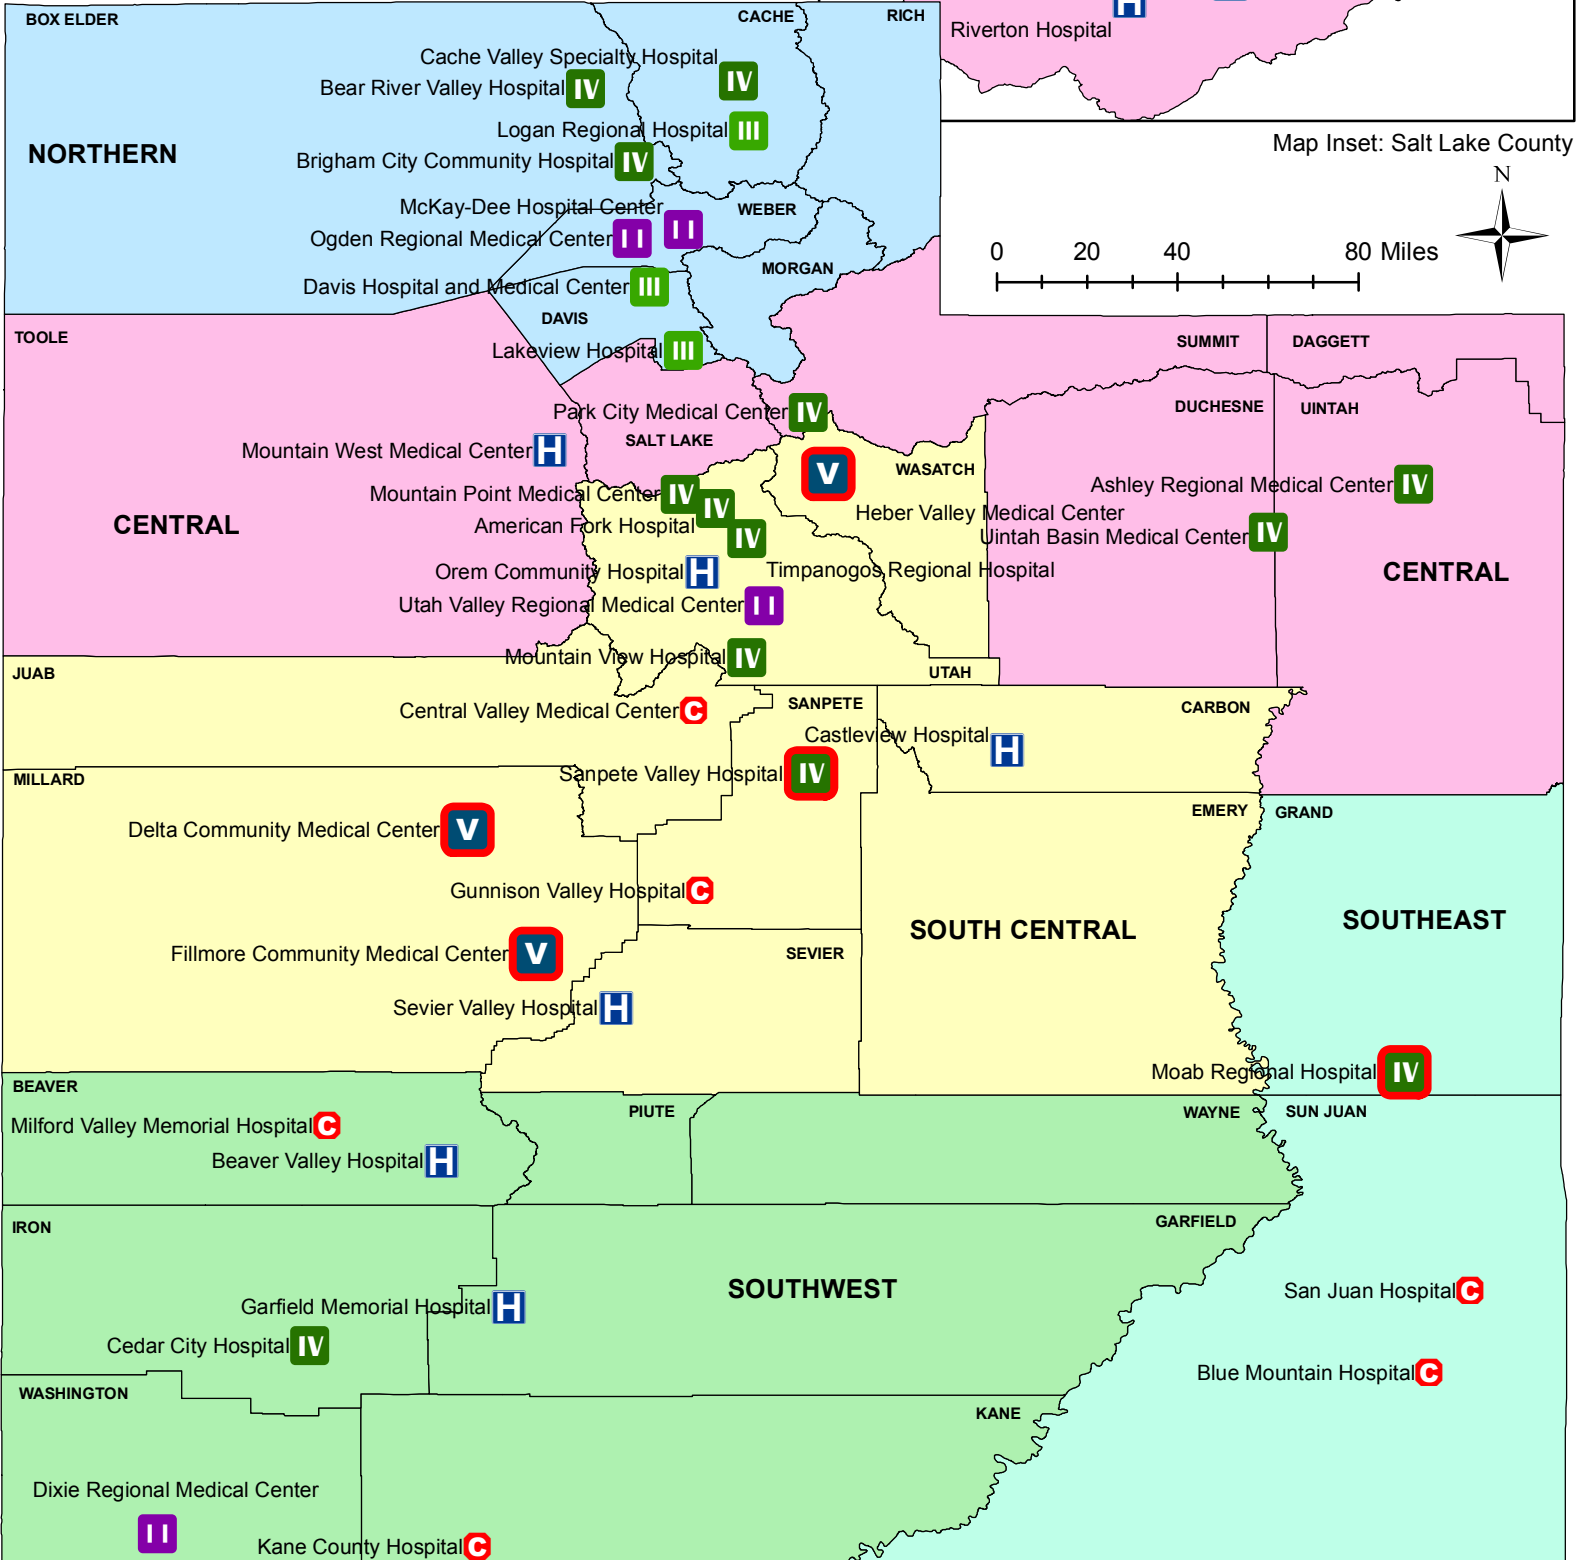 BOX ELDER
CACHE
RICH
Riverton Hospital H
Cache Valley Specialty Hospital IV
Bear River Valley Hospital IV
Logan Regional Hospital III
Map Inset: Salt Lake County
NORTHERN
Brigham City Community Hospital IV
N
McKay-Dee Hospital Center II
WEBER
Ogden Regional Medical Center II
0 20 40 80 Miles
MORGAN
Davis Hospital and Medical Center III
DAVIS
TOOLE
Lakeview Hospital III
SUMMIT
DAGGETT
Park City Medical Center IV
DUCHESNE
UINTAH
SALT LAKE
Mountain West Medical Center H
V
WASATCH
Mountain Point Medical Center IV
Ashley Regional Medical Center IV
IV
Heber Valley Medical Center
CENTRAL
American Fork Hospital
IV
Uintah Basin Medical Center IV
Orem Community Hospital H
Timpanogos Regional Hospital
CENTRAL
Utah Valley Regional Medical Center II
Mountain View Hospital IV
JUAB
UTAH
Central Valley Medical Center C
SANPETE
CARBON
Castleview Hospital H
MILLARD
Sanpete Valley Hospital IV
EMERY
GRAND
Delta Community Medical Center V
Gunnison Valley Hospital C
SOUTH CENTRAL
SOUTHEAST
Fillmore Community Medical Center V
SEVIER
Sevier Valley Hospital H
Moab Regional Hospital IV
BEAVER
PIUTE
WAYNE
SUN JUAN
Milford Valley Memorial Hospital C
Beaver Valley Hospital H
IRON
GARFIELD
SOUTHWEST
San Juan Hospital C
Garfield Memorial Hospital H
Cedar City Hospital IV
Blue Mountain Hospital C
WASHINGTON
KANE
Dixie Regional Medical Center
II
Kane County Hospital C